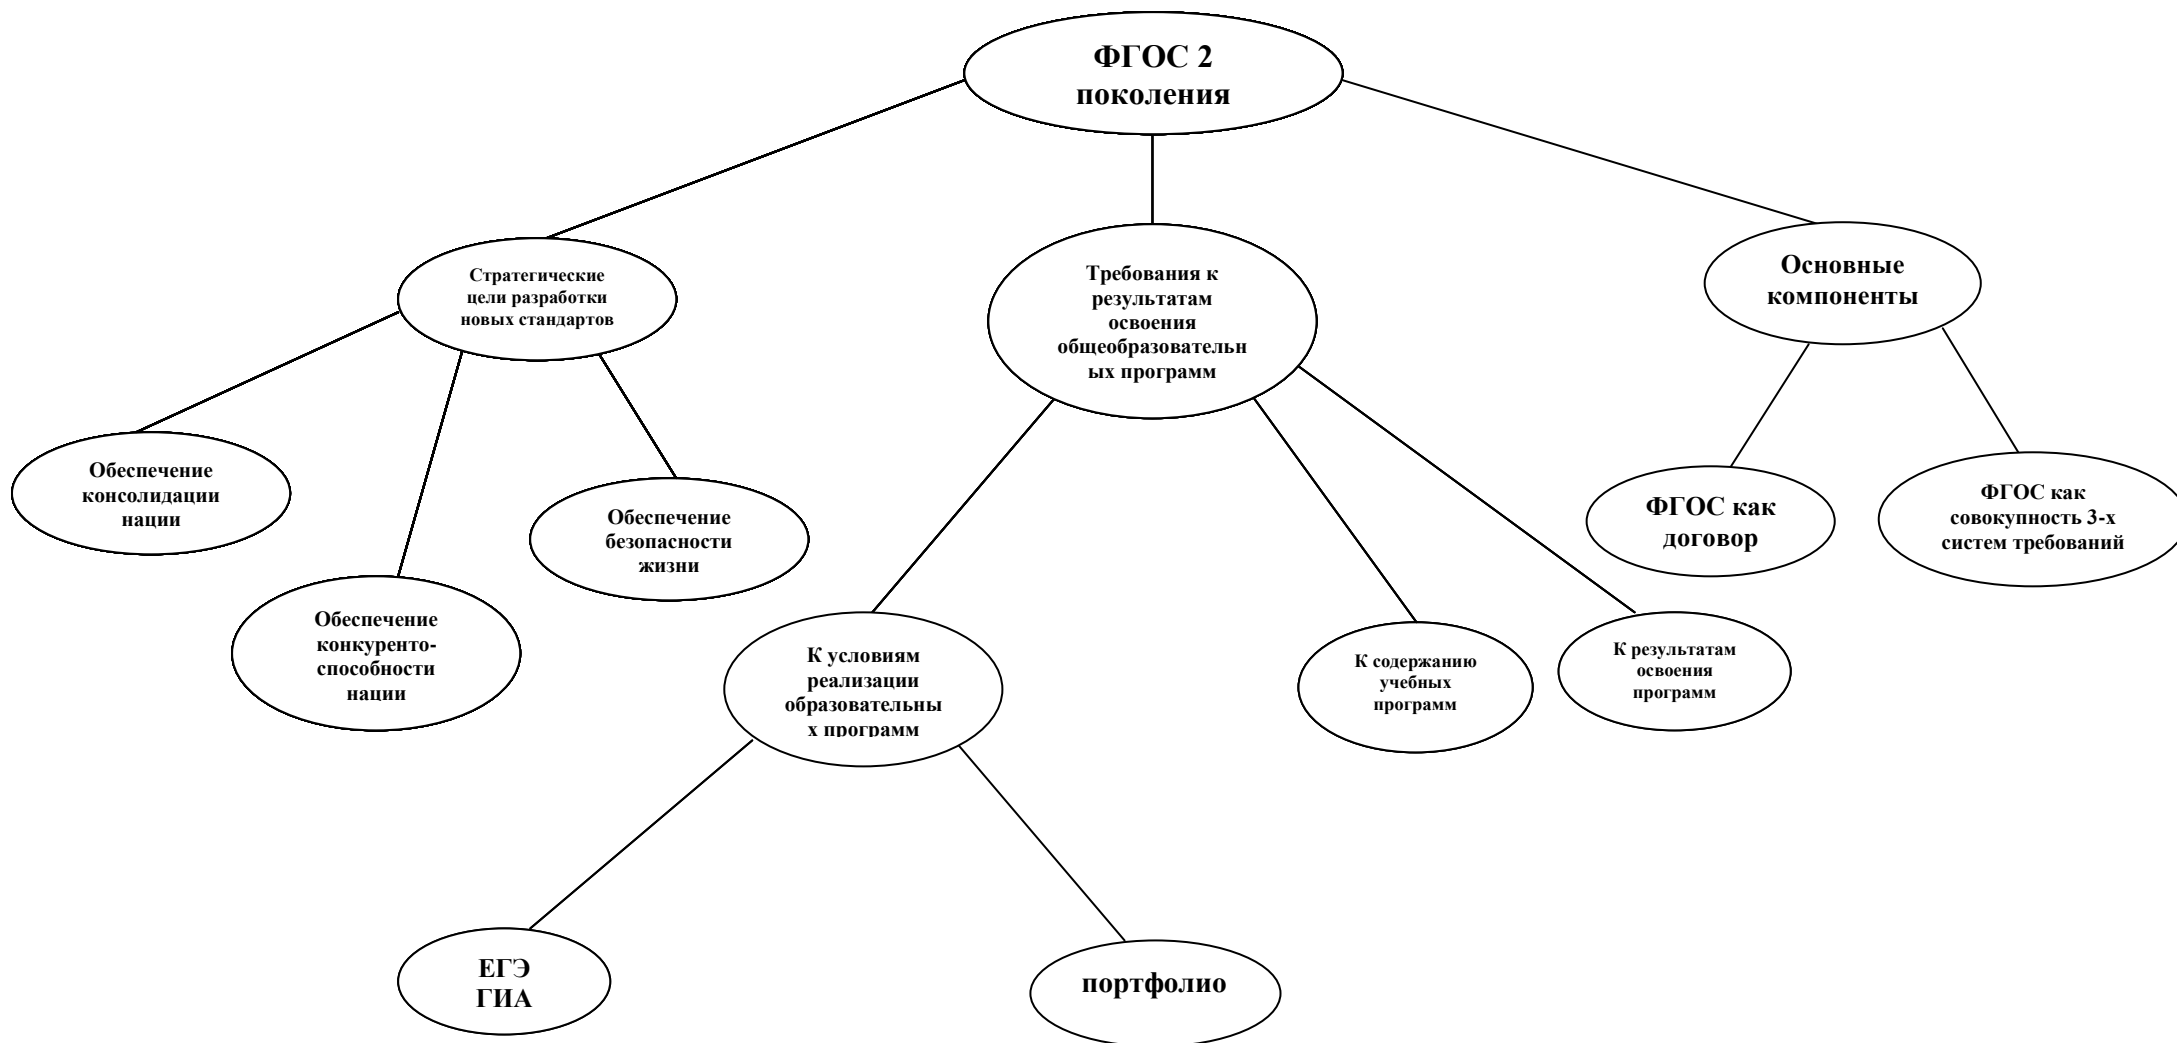 ФГОС 2
поколения
Стратегические
цели разработки
новых стандартов
Требования к
результатам
освоения
общеобразовательн
ых программ
Основные
компоненты
Обеспечение
консолидации
нации
Обеспечение
конкуренто-
способности
нации
Обеспечение
безопасности
жизни
К условиям
реализации
образовательны
х программ
К содержанию
учебных
программ
К результатам
освоения
программ
ФГОС как
договор
ФГОС как
совокупность 3-х
систем требований
ЕГЭ
ГИА
портфолио